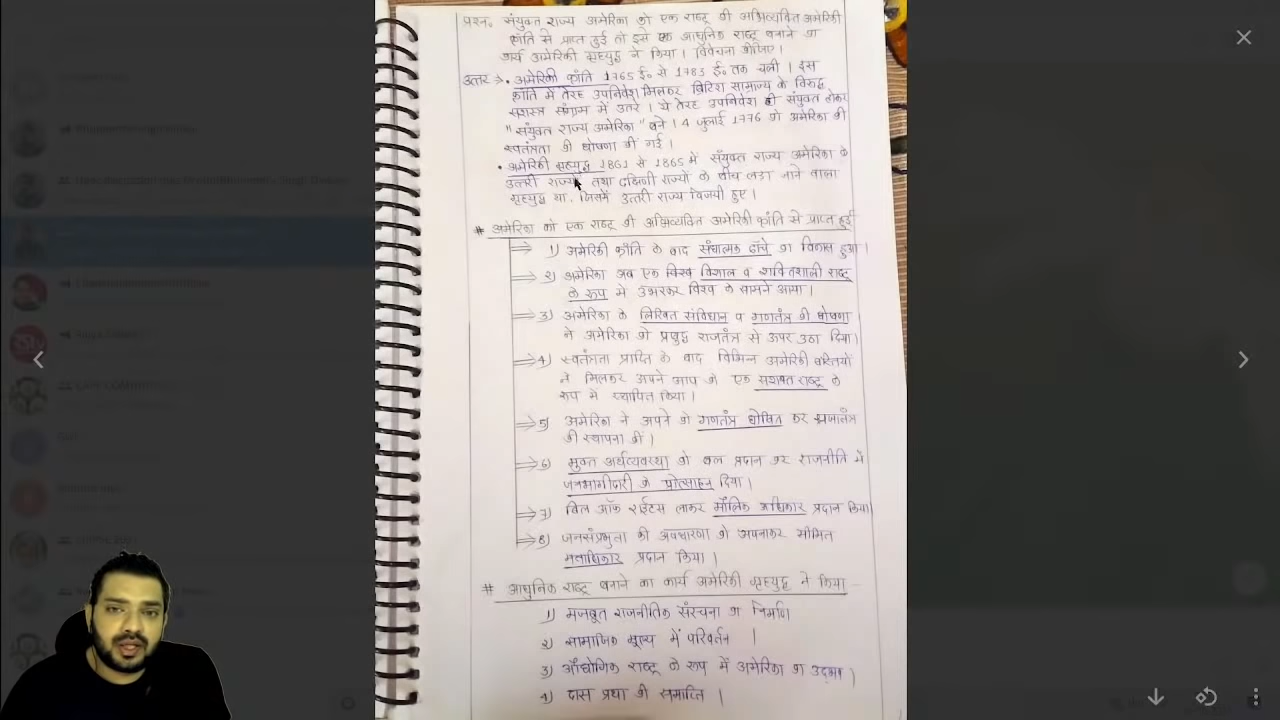 प्रश्न० संयुक्त राज्य अमेरिका को एक राष्ट्र की अभिव्यक्ति अमेरिकी
क्रांति से प्राप्त हुई तो इसे एक आधुनिक राष्ट्र बनाने का
कार्य अमेरिकी गृहयुद्ध ने किया। विवेचना कीजिए।
उत्तर → • अमेरिकी क्रांति 1765 ई० से 1783 ई० तक चली। इस
क्रांति में तेरह उपनिवेश मिलकर ब्रिटिश साम्राज्य के विरुद्ध
सशस्त्र संग्राम में उतरे। ये तेरह उपनिवेश ही संयुक्त होकर
"संयुक्त राज्य अमेरिका" बने। 4 जुलाई 1776 को अमेरिका की
स्वतंत्रता की घोषणा की गई।
• अमेरिकी गृहयुद्ध 1861 से 1865 में संयुक्त राज्य अमेरिका के
उत्तरी राज्यों तथा दक्षिणी राज्यों के बीच लड़ा जाने वाला
गृहयुद्ध था, जिसमें उत्तरी राज्य विजयी हुए।
# अमेरिका को एक राष्ट्र की अभिव्यक्ति अमेरिकी क्रांति से प्राप्त हुई
⇒ 1) अमेरिकी क्रांति के बाद संघात्मक ढाँचे का विकास हुआ।
⇒ 2) अमेरिका अब एक विश्व विशाल व शक्तिशाली राष्ट्र
के रूप में उभरकर विश्व के सामने आया।
⇒ 3) अमेरिका के लिखित संविधान व गणतंत्र की घोषणा
ने अमेरिका को प्रबुद्ध राजतंत्र से ऊपर उठा दिया।
⇒ 4) स्वतंत्रता प्राप्ति के बाद विभिन्न अमेरिकी बस्तियों
ने मिलकर अपने आप को एक सशक्त राष्ट्र के
रूप में स्थापित किया।
⇒ 5) अमेरिका ने अपने को गणतंत्र घोषित कर प्रजातंत्र
की स्थापना की।
⇒ 6) मुक्त अर्थव्यवस्था को बल प्रदान कर राजनीति में
जनभागीदारी को प्रोत्साहन दिया।
⇒ 7) बिल ऑफ राईट्स लाकर मौलिक अधिकार प्रदान किया
⇒ 8) जनसंप्रभुता की अवधारणा को अपनाकर सीमित
मताधिकार प्रदान किया।
# आधुनिक राष्ट्र बनाने का कार्य अमेरिकी गृहयुद्ध ने किया
1) मजबूत राजनीतिक संरचना का निर्माण
2) सामाजिक मूल्य में परिवर्तन।
3) औद्योगिक राष्ट्र के रूप में अमेरिका का उदय।
4) दास प्रथा की समाप्ति।